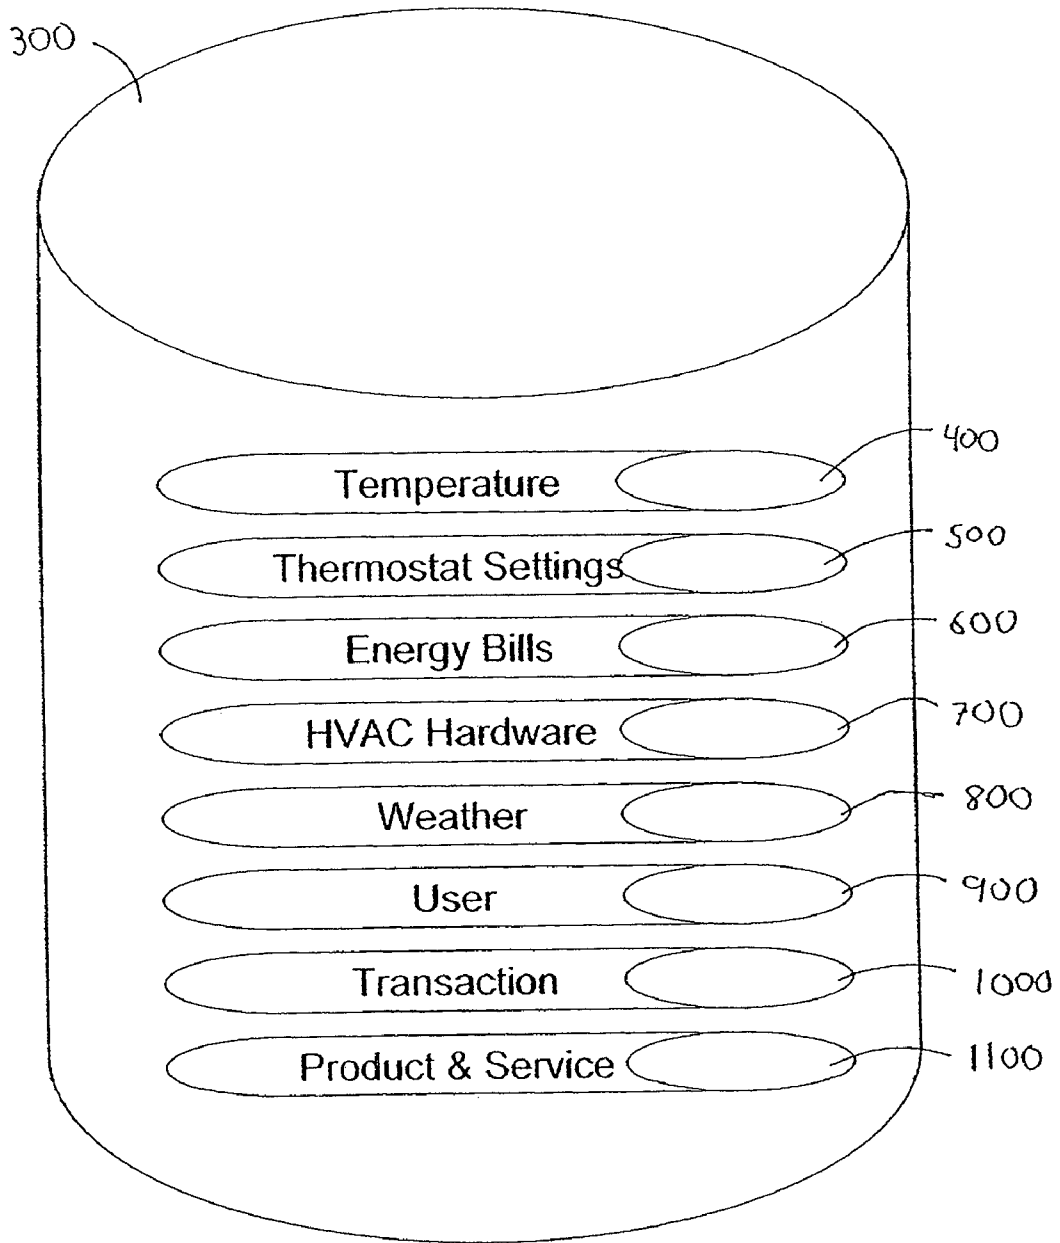 300
Temperature 400
Thermostat Settings 500
Energy Bills 600
HVAC Hardware 700
Weather 800
User 900
Transaction 1000
Product & Service 1100